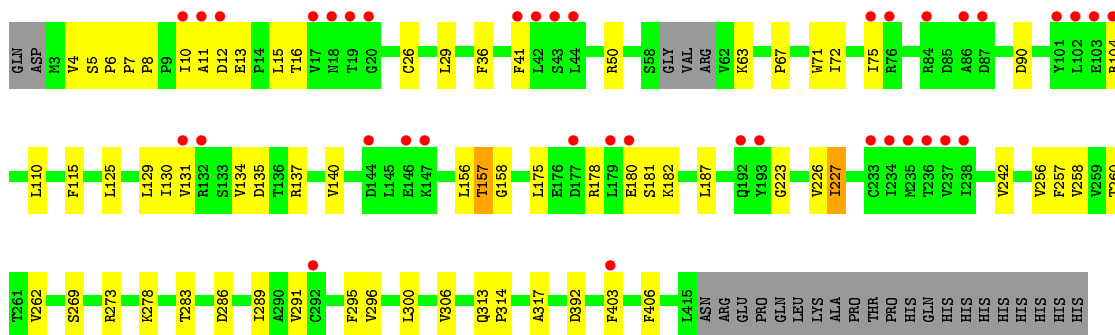 GLN ASP M3 V4 S5 P6 P7 P8 P9 I10 A11 D12 E13 P14 L15 T16 V17 N18 T19 G20 C26 L29 F36 F41 L42 S43 L44 R50 S58 GLY VAL ARG V62 K63 P67 W71 I72 I75 R76 R84 D85 A86 D87 D90 Y101 L102 E103 R104
L110 F115 L125 L129 I130 V131 R132 S133 V134 D135 T136 R137 V140 D144 L145 E146 K147 L156 T157 G158 L175 E176 D177 R178 L179 E180 S181 K182 L187 Q192 Y193 G223 V226 I227 C233 I234 M235 T236 V237 I238 V242 V256 F257 V258 V259 T260
T261 V262 S269 R273 K278 T283 D286 I289 A290 V291 C292 F295 V296 L300 V306 Q313 P314 A317 D392 F403 F406 L415 ASN ARG GLU PRO GLN LEU LYS ALA PRO THR PRO HIS GLN HIS HIS HIS HIS HIS HIS HIS HIS